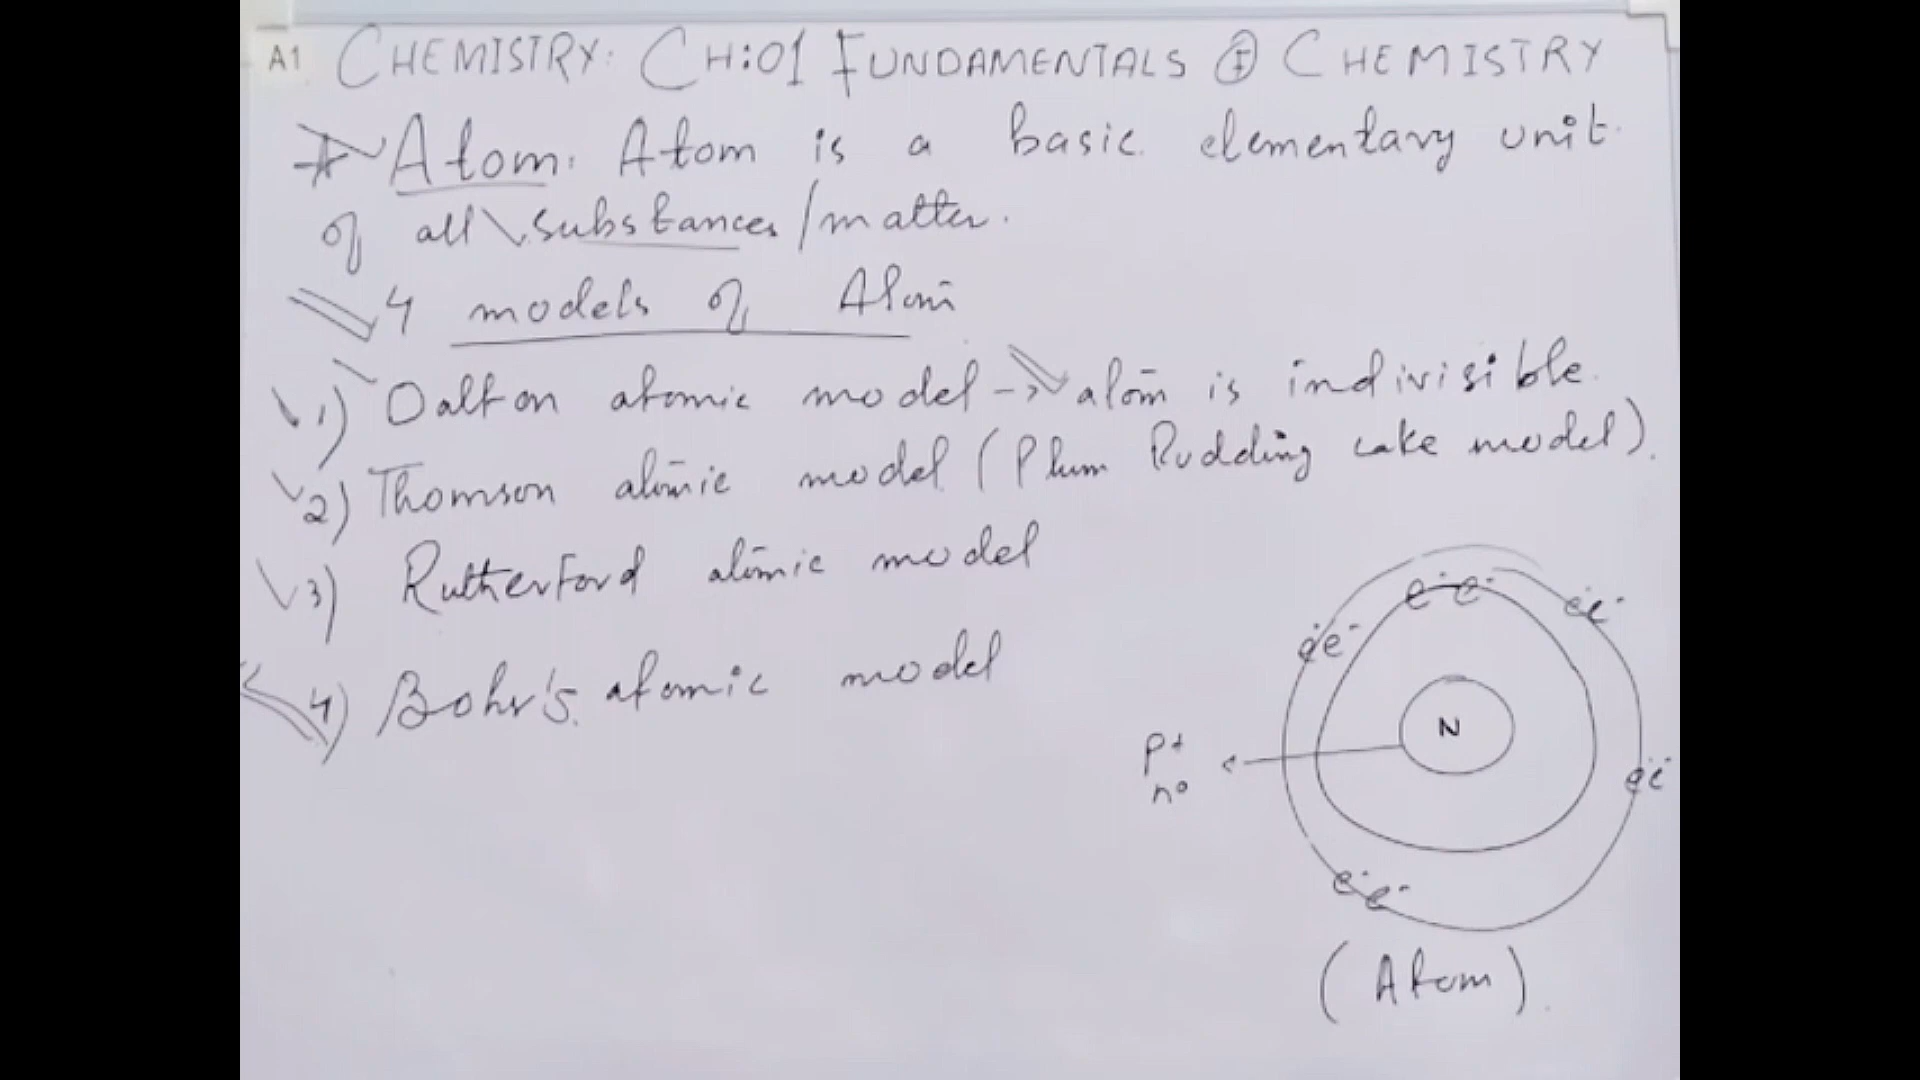 A1 CHEMISTRY: CH:01 FUNDAMENTALS OF CHEMISTRY
Atom: Atom is a basic elementary unit
of all substances/matter.
4 models of Atom
1) Dalton atomic model → atom is indivisible.
2) Thomson atomic model (Plum Pudding cake model).
3) Rutherford atomic model
4) Bohr's atomic model
e⁻ e⁻
e⁻ e⁻
e⁻ e⁻
N
P+
n°
e⁻ e⁻
e⁻ e⁻
(Atom)